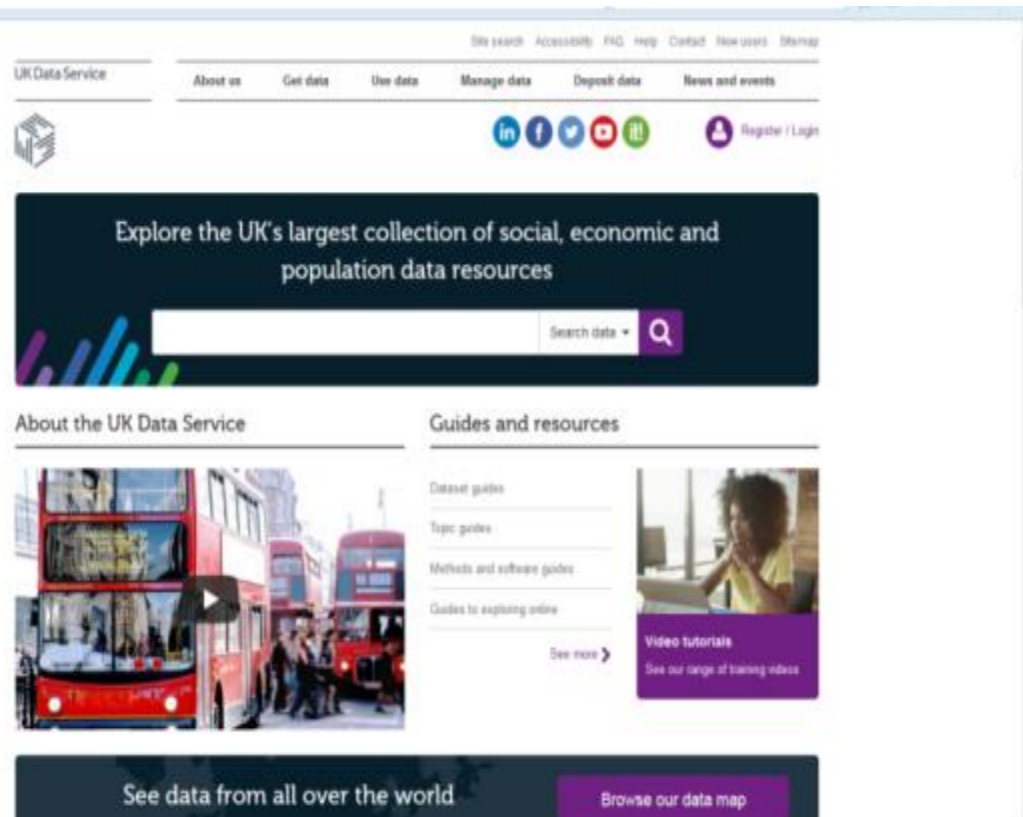 Site search Accessibility FAQ Help Contact New users Sitemap
UK Data Service
About us Get data Use data Manage data Deposit data News and events
in f it!
Register / Login
Explore the UK's largest collection of social, economic and
population data resources
Search data
About the UK Data Service
Guides and resources
Dataset guides
Topic guides
Methods and software guides
Guides to exploring online
See more
Video tutorials
See our range of training videos
See data from all over the world
Browse our data map